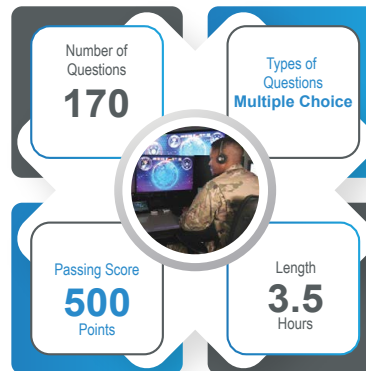 Number of
Questions
170
Types of
Questions
Multiple Choice
Passing Score
500
Points
Length
3.5
Hours